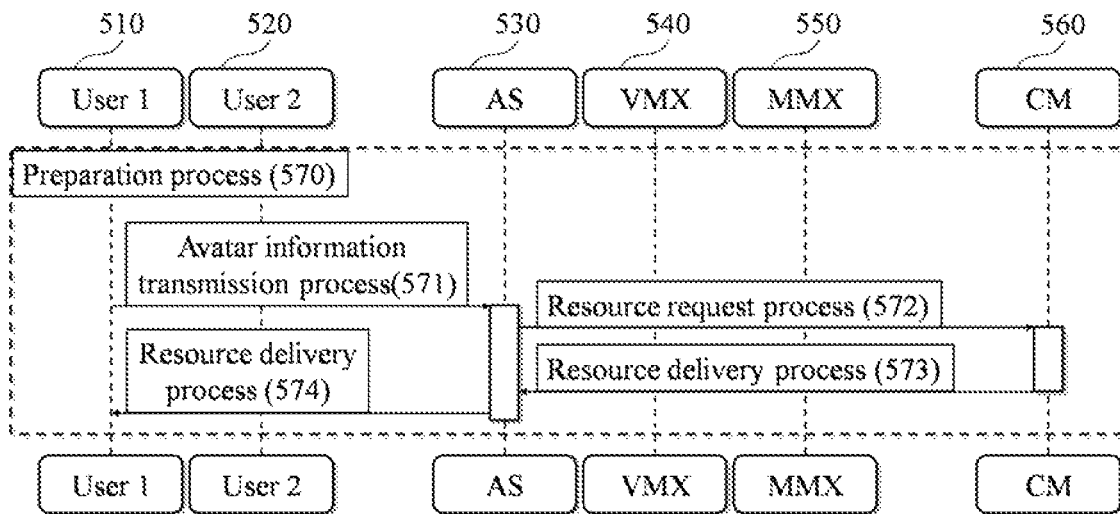 510 520 530 540 550 560
User 1 User 2 AS VMX MMX CM
Preparation process (570)
Avatar information
transmission process(571)
Resource request process (572)
Resource delivery
process (574)
Resource delivery process (573)
User 1 User 2 AS VMX MMX CM